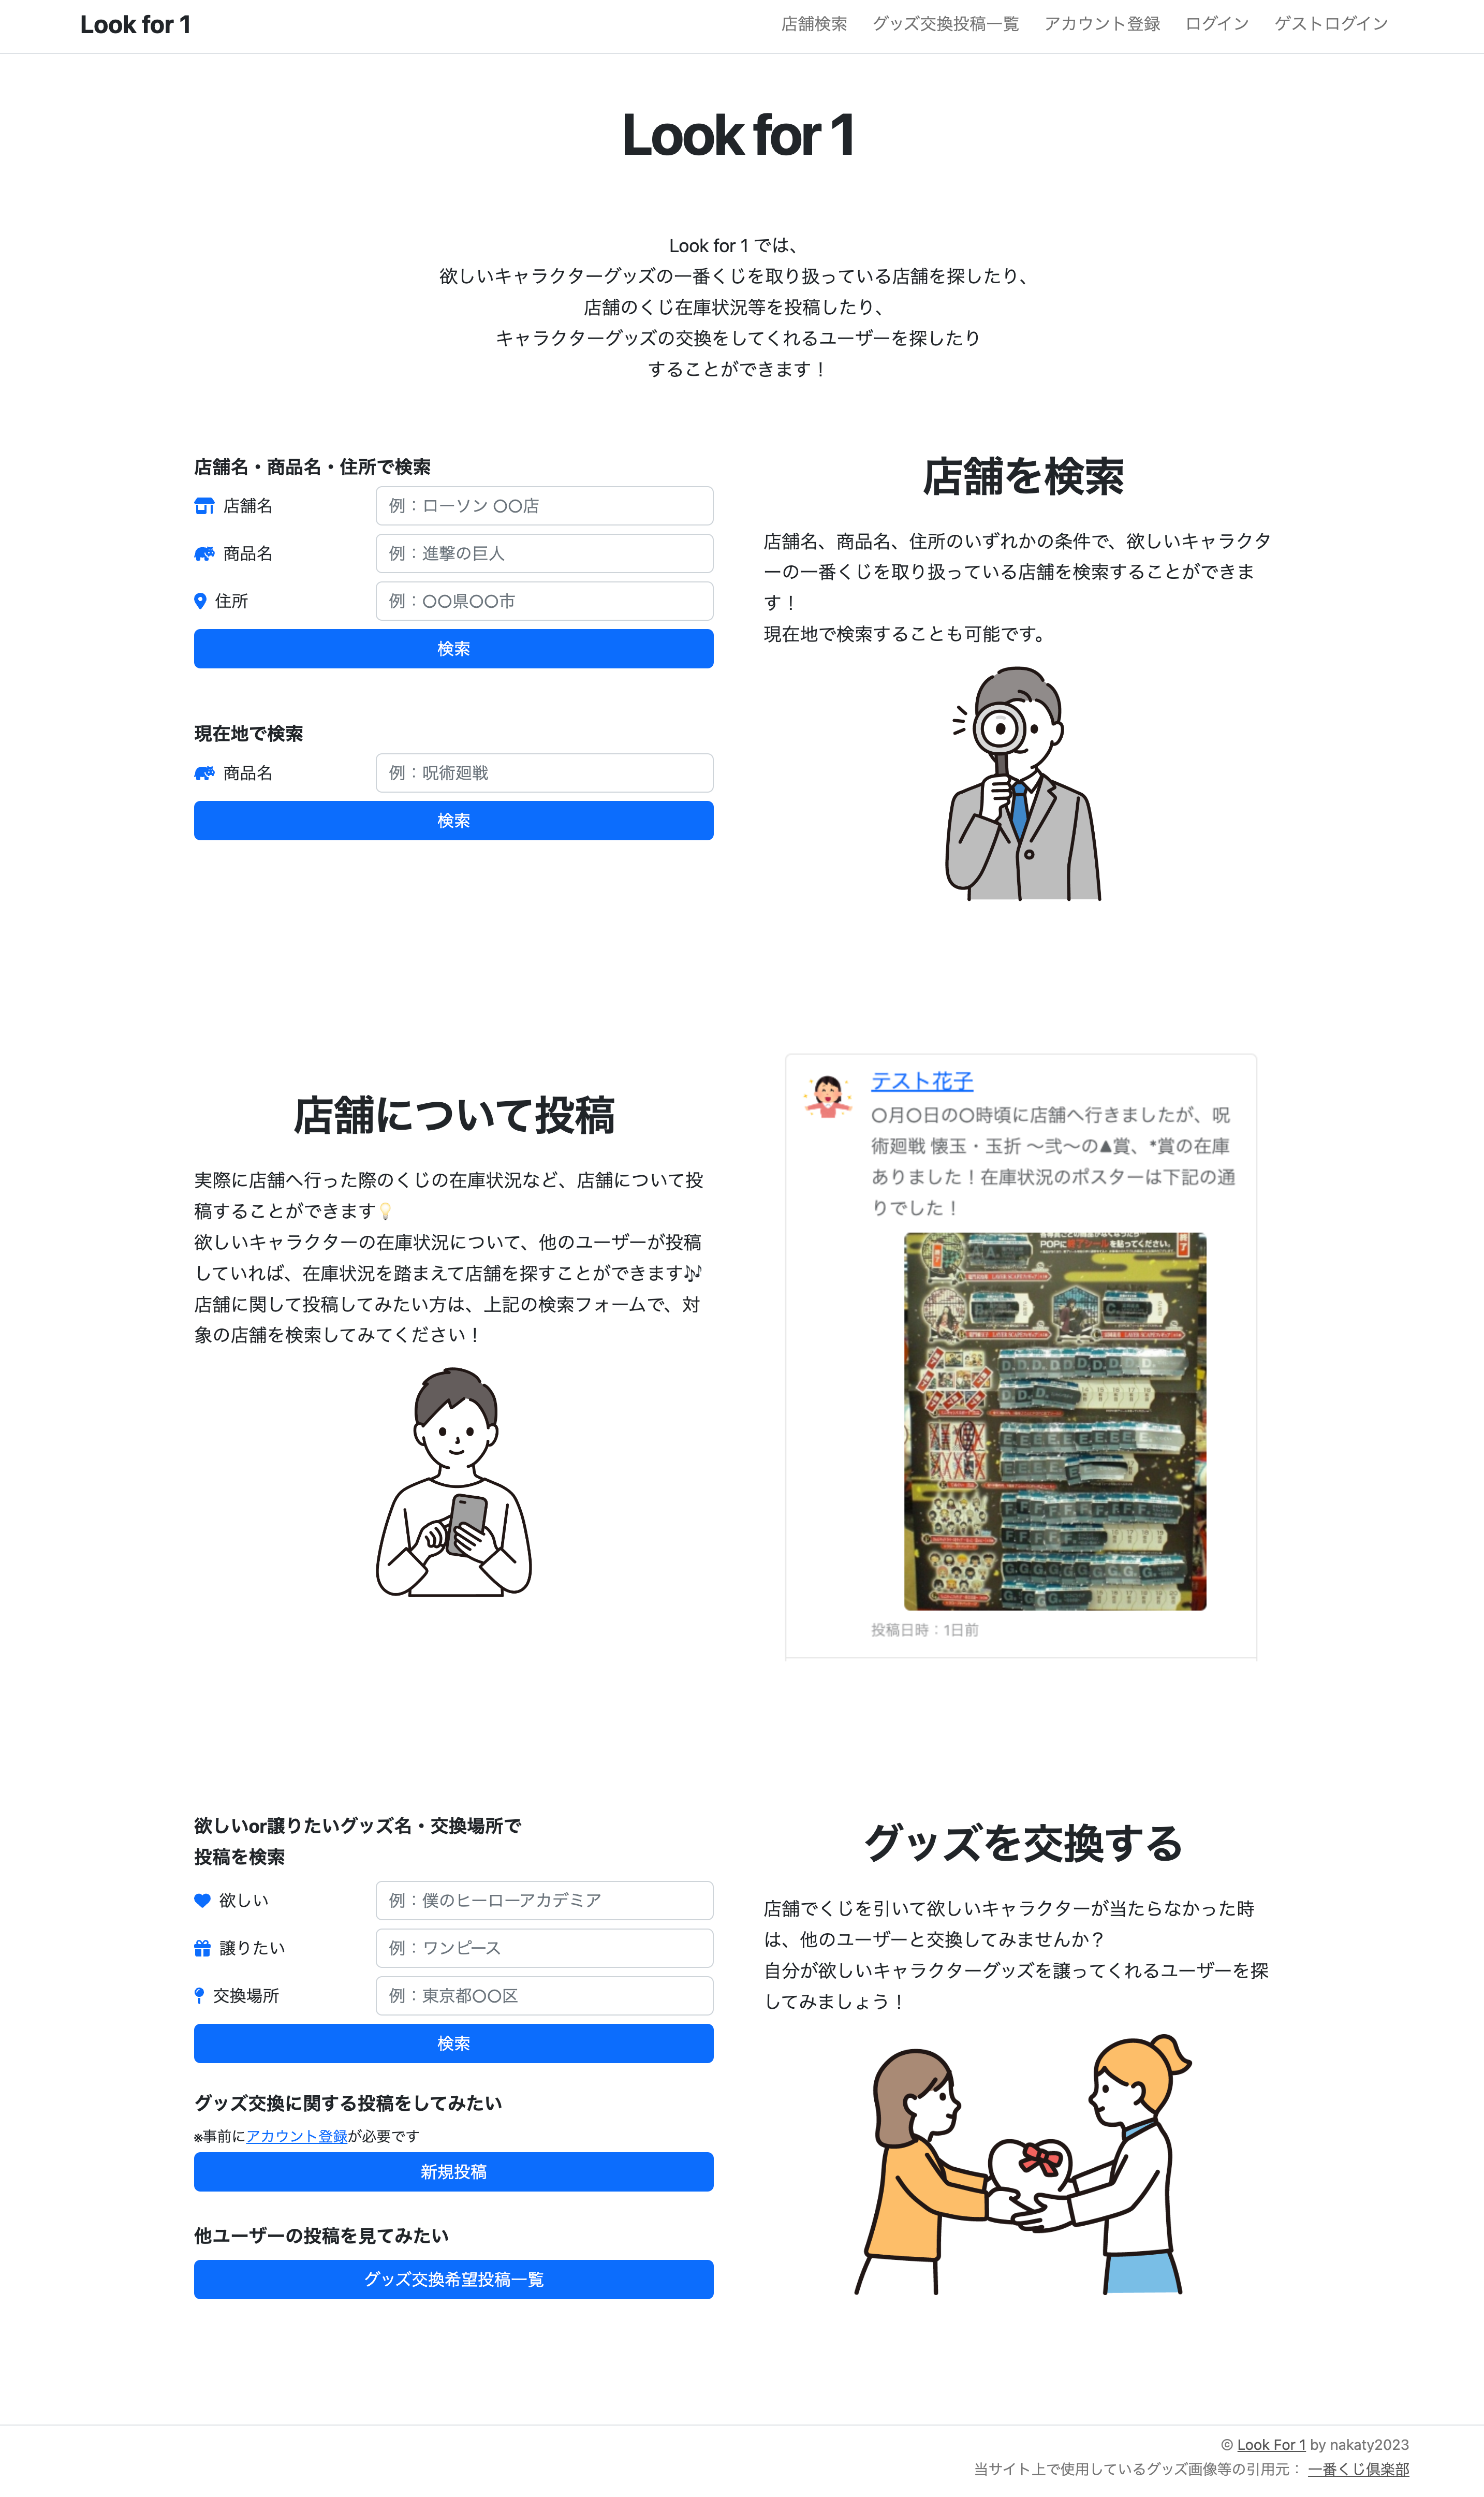 Look for 1
店舗検索 グッズ交換投稿一覧 アカウント登録 ログイン ゲストログイン
Look for 1
Look for 1 では、
欲しいキャラクターグッズの一番くじを取り扱っている店舗を探したり、
店舗のくじ在庫状況等を投稿したり、
キャラクターグッズの交換をしてくれるユーザーを探したり
することができます！
店舗名・商品名・住所で検索
店舗名 例：ローソン 〇〇店
商品名 例：進撃の巨人
住所 例：〇〇県〇〇市
検索
現在地で検索
商品名 例：呪術廻戦
検索
店舗を検索
店舗名、商品名、住所のいずれかの条件で、欲しいキャラクタ
ーの一番くじを取り扱っている店舗を検索することができま
す！
現在地で検索することも可能です。
店舗について投稿
実際に店舗へ行った際のくじの在庫状況など、店舗について投
稿することができます💡
欲しいキャラクターの在庫状況について、他のユーザーが投稿
していれば、在庫状況を踏まえて店舗を探すことができます🎶
店舗に関して投稿してみたい方は、上記の検索フォームで、対
象の店舗を検索してみてください！
テスト花子
〇月〇日の〇時頃に店舗へ行きましたが、呪
術廻戦 懐玉・玉折 ～弐～の▲賞、*賞の在庫
ありました！在庫状況のポスターは下記の通
りでした！
POPに終了シールを貼ってください。
終了
投稿日時：1日前
欲しいor譲りたいグッズ名・交換場所で
投稿を検索
欲しい 例：僕のヒーローアカデミア
譲りたい 例：ワンピース
交換場所 例：東京都〇〇区
検索
グッズ交換に関する投稿をしてみたい
※事前にアカウント登録が必要です
新規投稿
他ユーザーの投稿を見てみたい
グッズ交換希望投稿一覧
グッズを交換する
店舗でくじを引いて欲しいキャラクターが当たらなかった時
は、他のユーザーと交換してみませんか？
自分が欲しいキャラクターグッズを譲ってくれるユーザーを探
してみましょう！
© Look For 1 by nakaty2023
当サイト上で使用しているグッズ画像等の引用元： 一番くじ倶楽部